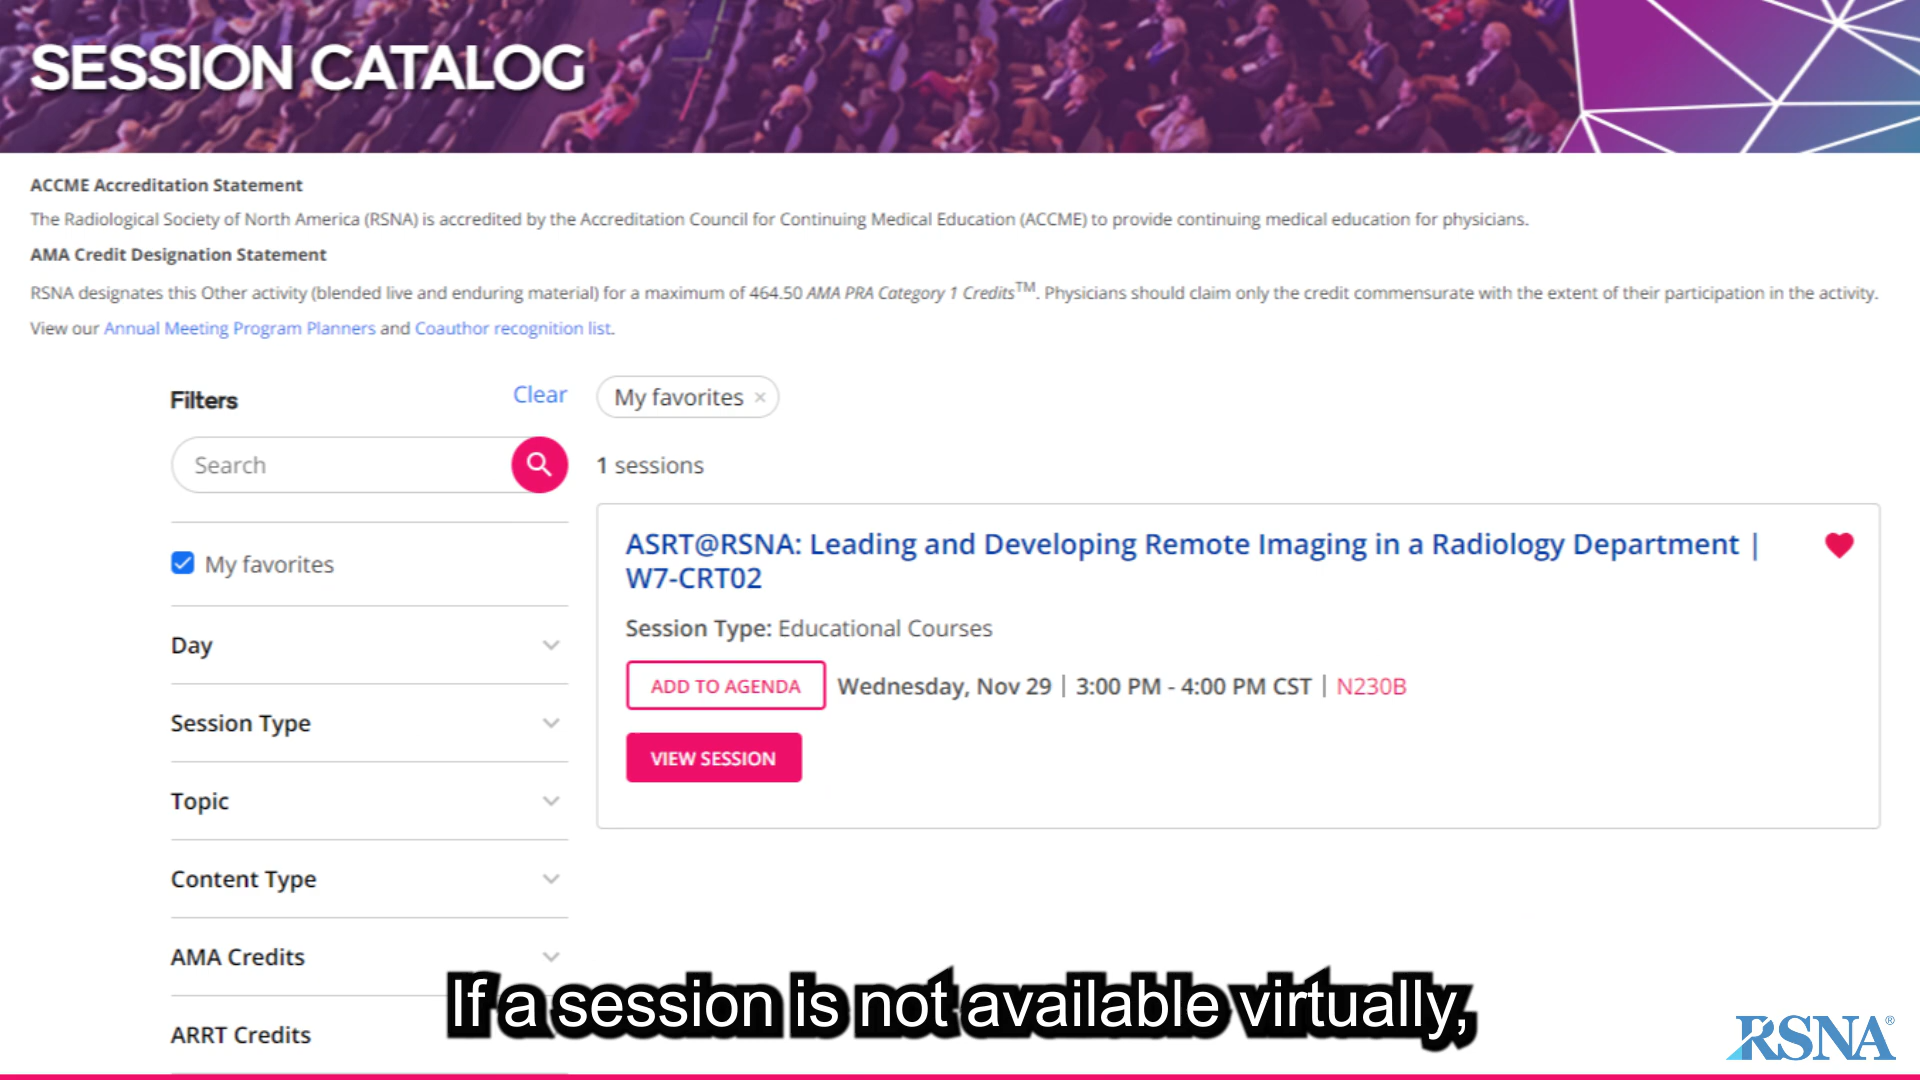 SESSION CATALOG
ACCME Accreditation Statement
The Radiological Society of North America (RSNA) is accredited by the Accreditation Council for Continuing Medical Education (ACCME) to provide continuing medical education for physicians.
AMA Credit Designation Statement
RSNA designates this Other activity (blended live and enduring material) for a maximum of 464.50 AMA PRA Category 1 Credits™. Physicians should claim only the credit commensurate with the extent of their participation in the activity.
View our Annual Meeting Program Planners and Coauthor recognition list.
Filters
Clear
Search
My favorites
Day
Session Type
Topic
Content Type
AMA Credits
ARRT Credits
My favorites ×
1 sessions
ASRT@RSNA: Leading and Developing Remote Imaging in a Radiology Department |
W7-CRT02
Session Type: Educational Courses
ADD TO AGENDA Wednesday, Nov 29 | 3:00 PM - 4:00 PM CST | N230B
VIEW SESSION
If a session is not available virtually,
RSNA®